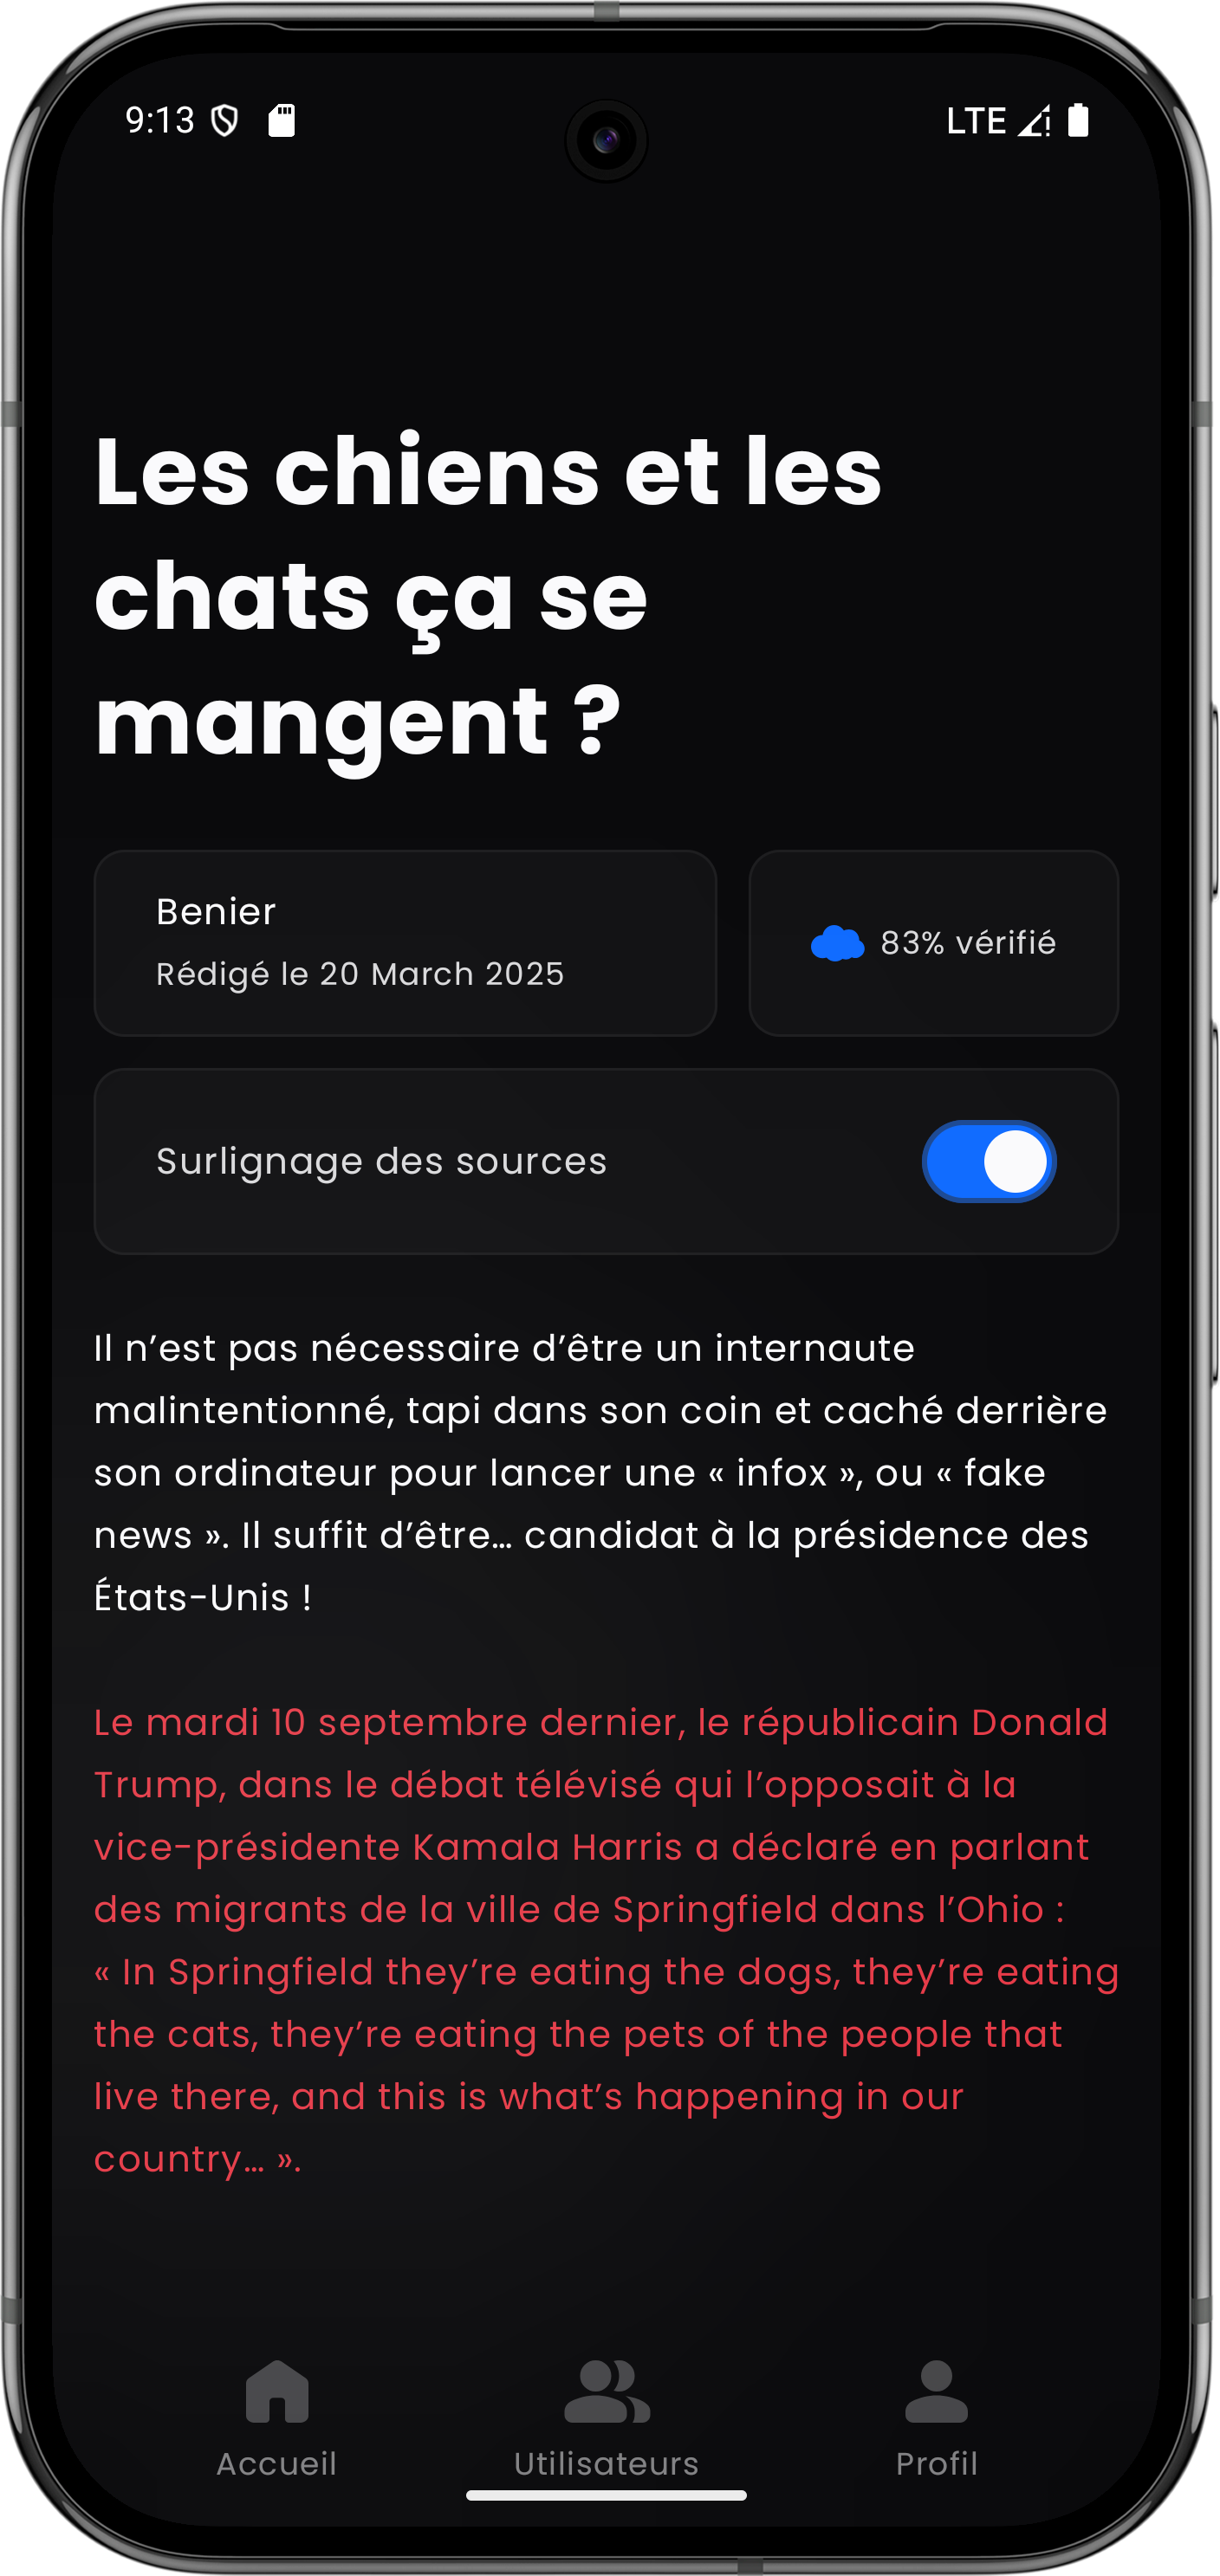 9:13
LTE
Les chiens et les
chats ça se
mangent ?
Benier
Rédigé le 20 March 2025
83% vérifié
Surlignage des sources
Il n’est pas nécessaire d’être un internaute
malintentionné, tapi dans son coin et caché derrière
son ordinateur pour lancer une « infox », ou « fake
news ». Il suffit d’être… candidat à la présidence des
États-Unis !
Le mardi 10 septembre dernier, le républicain Donald
Trump, dans le débat télévisé qui l’opposait à la
vice-présidente Kamala Harris a déclaré en parlant
des migrants de la ville de Springfield dans l’Ohio :
« In Springfield they’re eating the dogs, they’re eating
the cats, they’re eating the pets of the people that
live there, and this is what’s happening in our
country… ».
Accueil
Utilisateurs
Profil